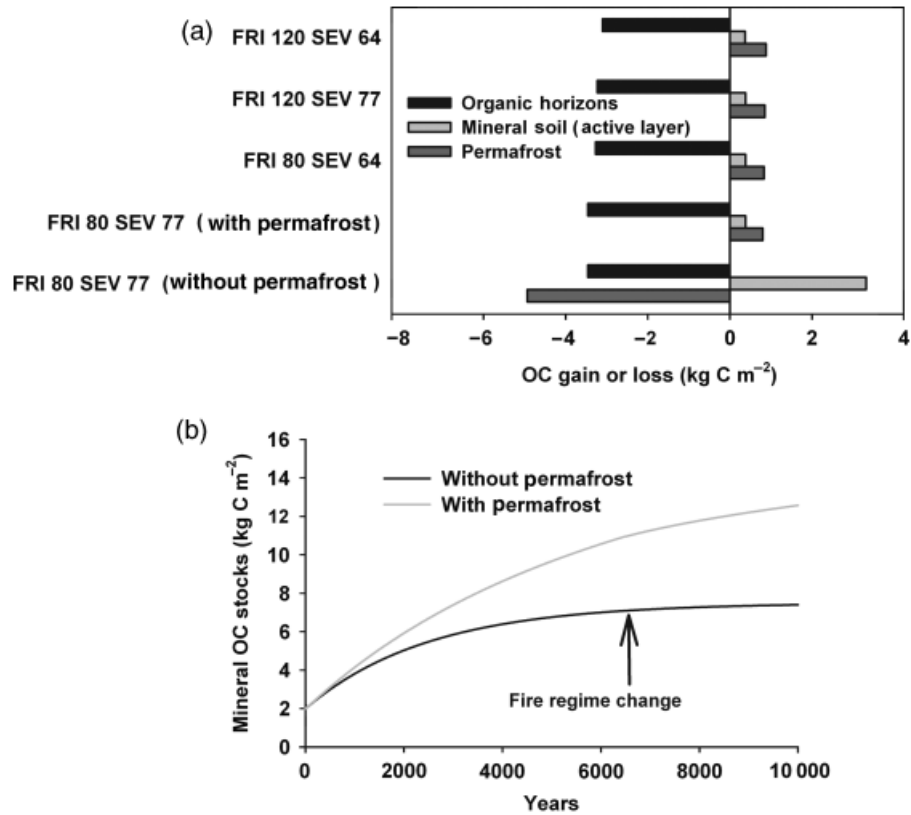 (a)
FRI 120 SEV 64
FRI 120 SEV 77
FRI 80 SEV 64
FRI 80 SEV 77 (with permafrost)
FRI 80 SEV 77 (without permafrost)
Organic horizons
Mineral soil (active layer)
Permafrost
−8 −6 −4 −2 0 2 4
OC gain or loss (kg C m⁻²)
(b)
Mineral OC stocks (kg C m⁻²)
16
14
12
10
8
6
4
2
0
Without permafrost
With permafrost
Fire regime change
0 2000 4000 6000 8000 10 000
Years